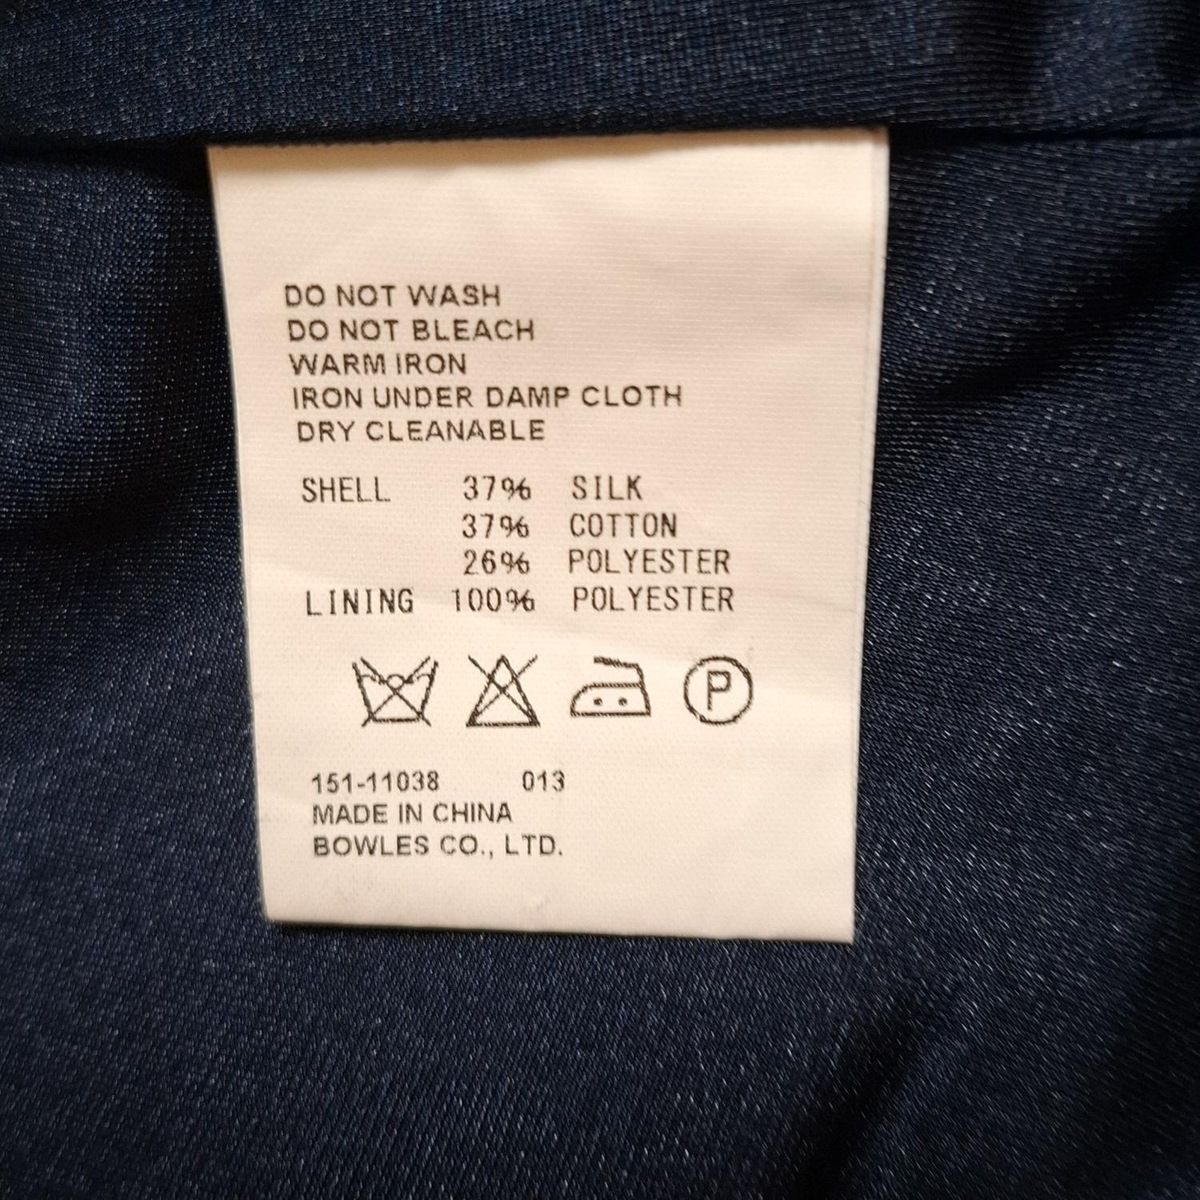 DO NOT WASH
DO NOT BLEACH
WARM IRON
IRON UNDER DAMP CLOTH
DRY CLEANABLE
SHELL 37% SILK
37% COTTON
26% POLYESTER
LINING 100% POLYESTER
P
151-11038 013
MADE IN CHINA
BOWLES CO., LTD.